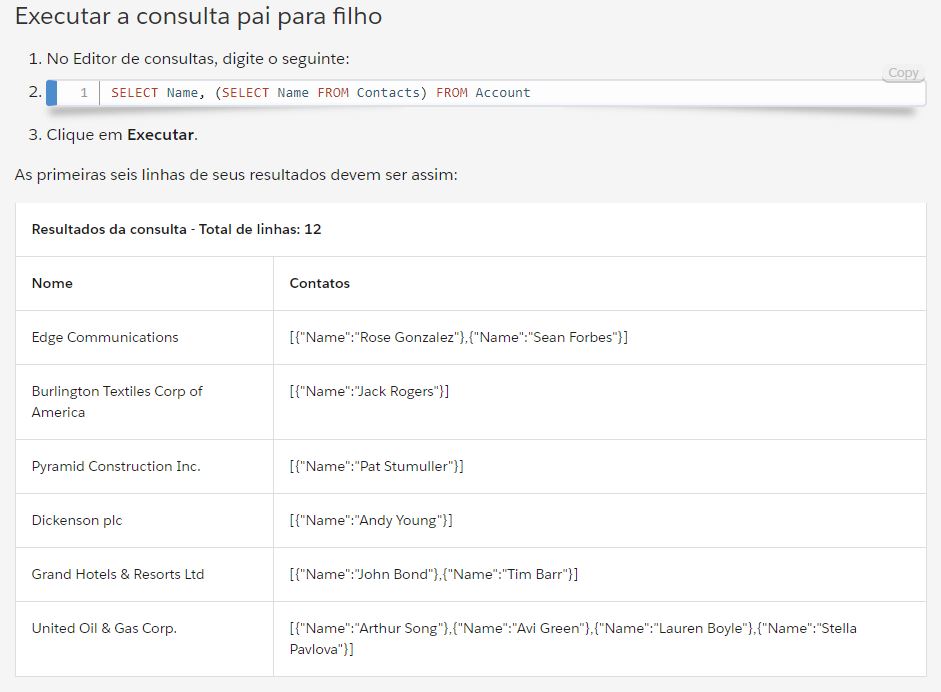 Executar a consulta pai para filho
1. No Editor de consultas, digite o seguinte:
Copy
2. 1 SELECT Name, (SELECT Name FROM Contacts) FROM Account
3. Clique em Executar.
As primeiras seis linhas de seus resultados devem ser assim:
Resultados da consulta - Total de linhas: 12
Nome Contatos
Edge Communications [{"Name":"Rose Gonzalez"},{"Name":"Sean Forbes"}]
Burlington Textiles Corp of [{"Name":"Jack Rogers"}]
America
Pyramid Construction Inc. [{"Name":"Pat Stumuller"}]
Dickenson plc [{"Name":"Andy Young"}]
Grand Hotels & Resorts Ltd [{"Name":"John Bond"},{"Name":"Tim Barr"}]
United Oil & Gas Corp. [{"Name":"Arthur Song"},{"Name":"Avi Green"},{"Name":"Lauren Boyle"},{"Name":"Stella
Pavlova"}]